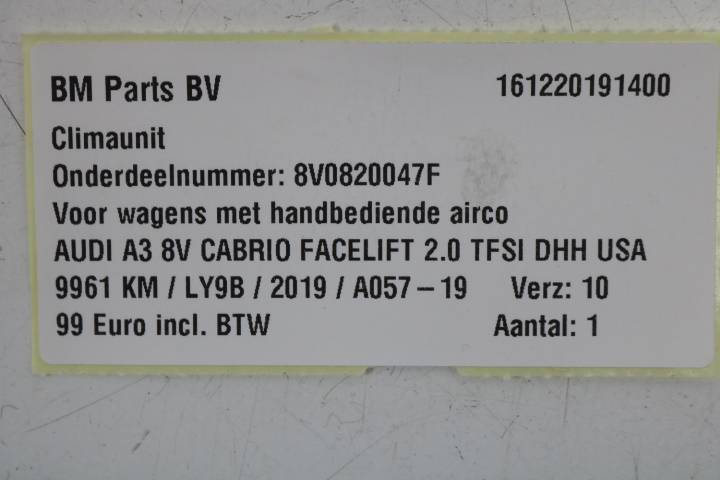 BM Parts BV 161220191400
Climaunit
Onderdeelnummer: 8V0820047F
Voor wagens met handbediende airco
AUDI A3 8V CABRIO FACELIFT 2.0 TFSI DHH USA
9961 KM / LY9B / 2019 / A057-19 Verz: 10
99 Euro incl. BTW Aantal: 1